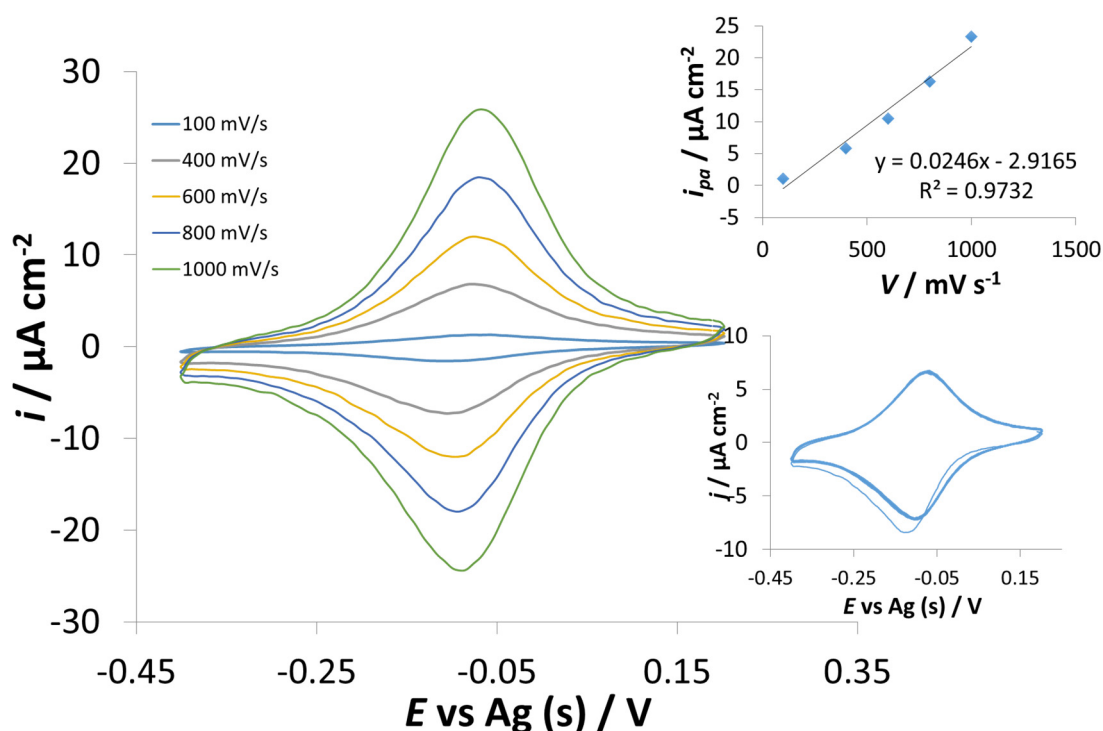 30
20
10
0
-10
-20
-30
-0.45 -0.25 -0.05 0.15 0.35
i / µA cm-2
E vs Ag (s) / V
100 mV/s
400 mV/s
600 mV/s
800 mV/s
1000 mV/s
25
20
15
10
5
0
-5
0 500 1000 1500
ipa / µA cm-2
y = 0.0246x - 2.9165
R² = 0.9732
V / mV s-1
10
5
0
-5
-10
-0.45 -0.25 -0.05 0.15
i / µA cm-2
E vs Ag (s) / V